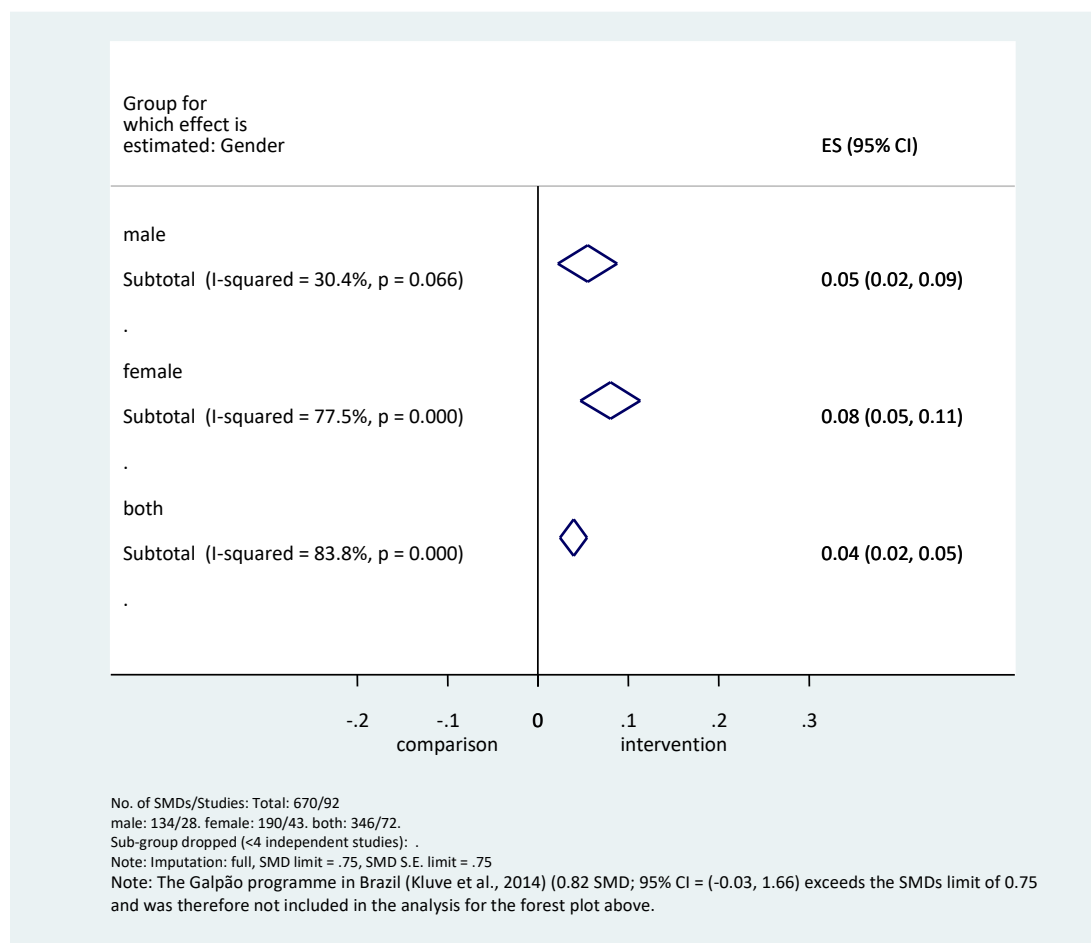 Group for
which effect is
estimated: Gender
ES (95% CI)
male
Subtotal (I-squared = 30.4%, p = 0.066)
0.05 (0.02, 0.09)
.
female
Subtotal (I-squared = 77.5%, p = 0.000)
0.08 (0.05, 0.11)
.
both
Subtotal (I-squared = 83.8%, p = 0.000)
0.04 (0.02, 0.05)
.
-.2 -.1 0 .1 .2 .3
comparison intervention
No. of SMDs/Studies: Total: 670/92
male: 134/28. female: 190/43. both: 346/72.
Sub-group dropped (<4 independent studies): .
Note: Imputation: full, SMD limit = .75, SMD S.E. limit = .75
Note: The Galpão programme in Brazil (Kluve et al., 2014) (0.82 SMD; 95% CI = (-0.03, 1.66) exceeds the SMDs limit of 0.75
and was therefore not included in the analysis for the forest plot above.